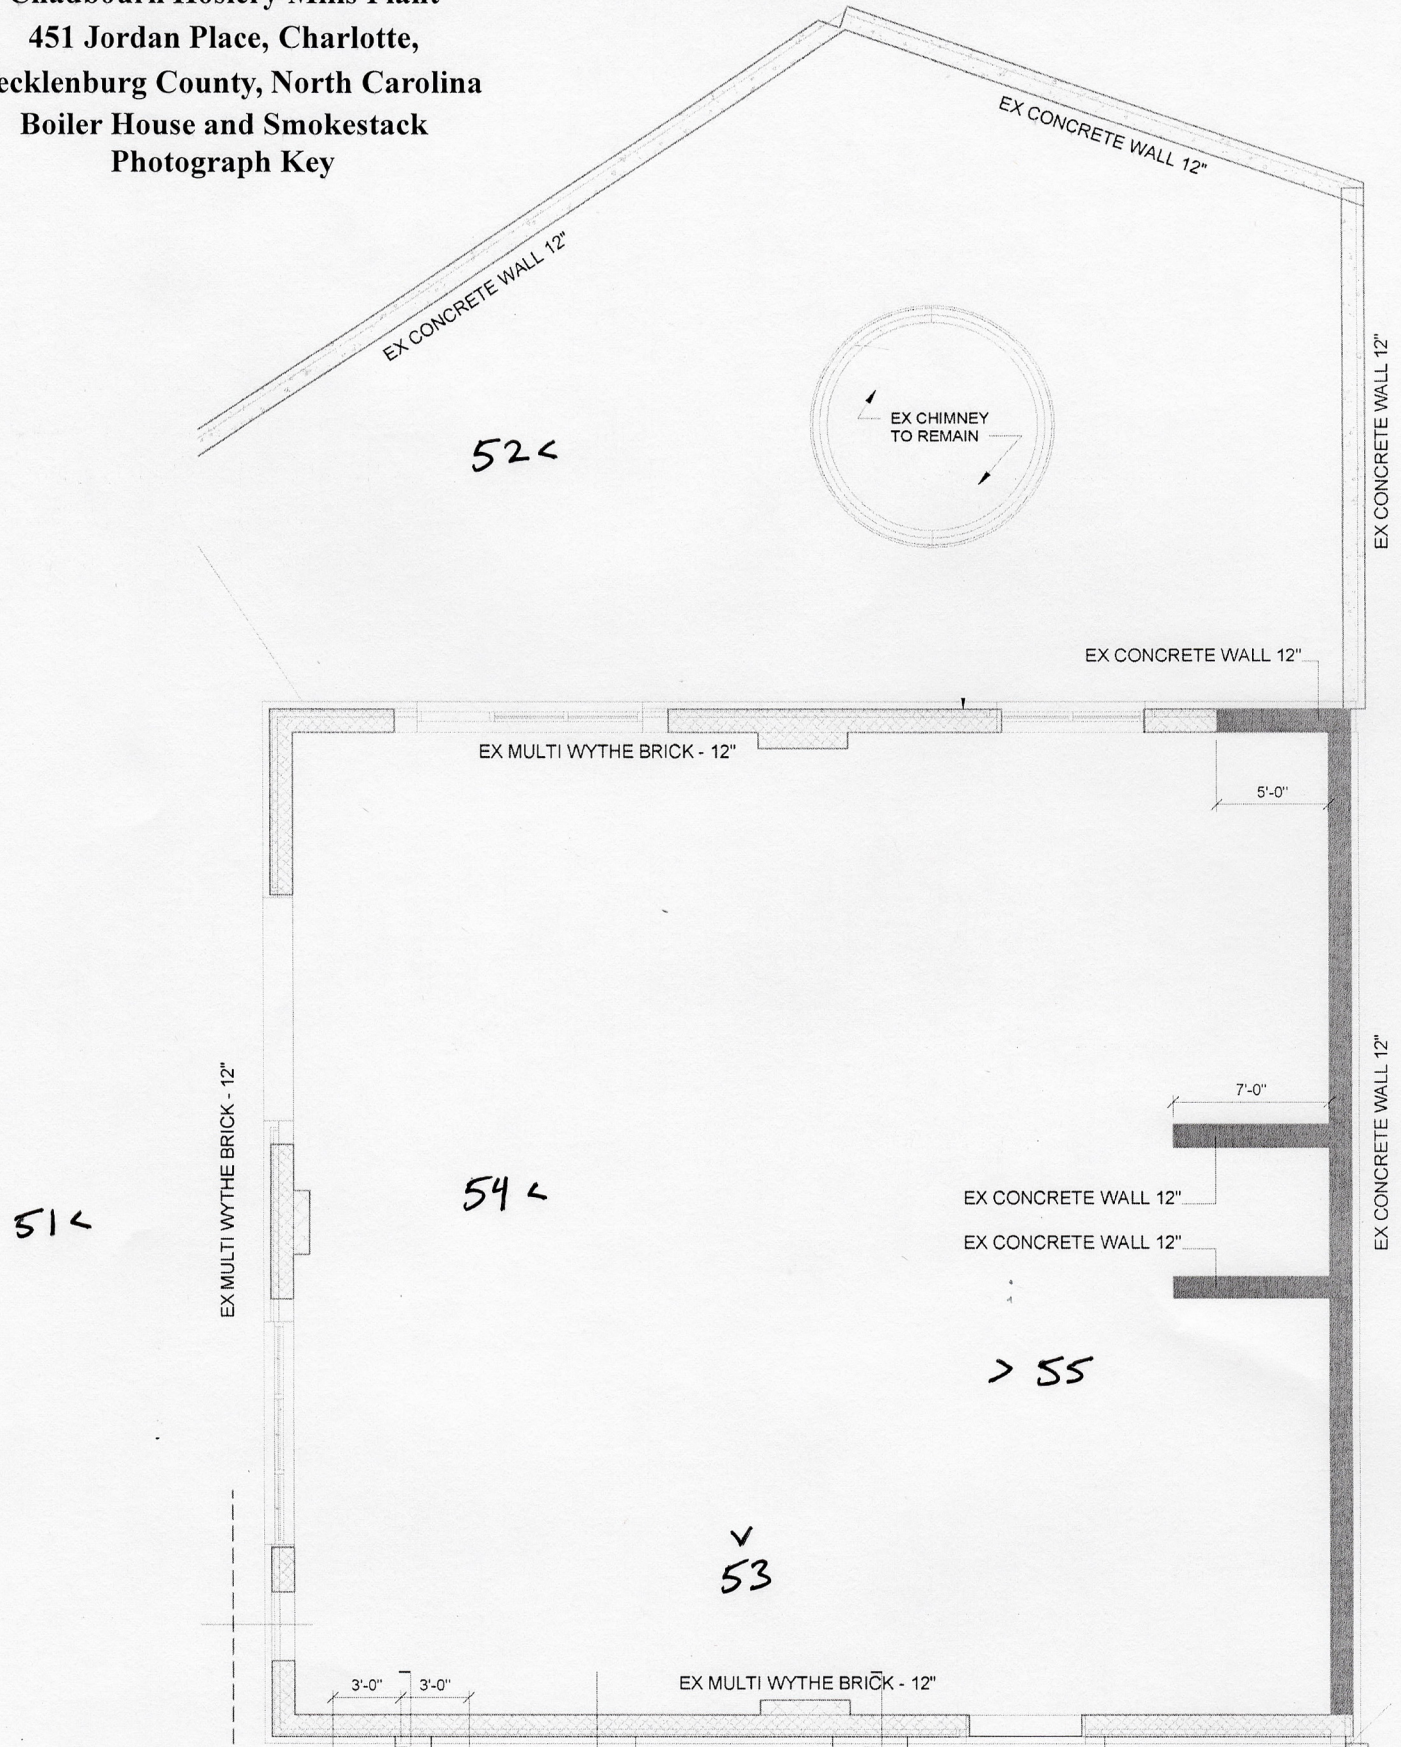 451 Jordan Place, Charlotte,
County, North Carolina
Boiler House and Smokestack
Photograph Key
EX CONCRETE WALL 12"
EX CONCRETE WALL 12"
EX CONCRETE WALL 12"
EX CHIMNEY
TO REMAIN
52 <
EX CONCRETE WALL 12"
EX MULTI WYTHE BRICK - 12"
5'-0"
EX MULTI WYTHE BRICK - 12"
EX CONCRETE WALL 12"
7'-0"
54 <
EX CONCRETE WALL 12"
51 <
EX CONCRETE WALL 12"
> 55
v
53
3'-0" 3'-0"
EX MULTI WYTHE BRICK - 12"